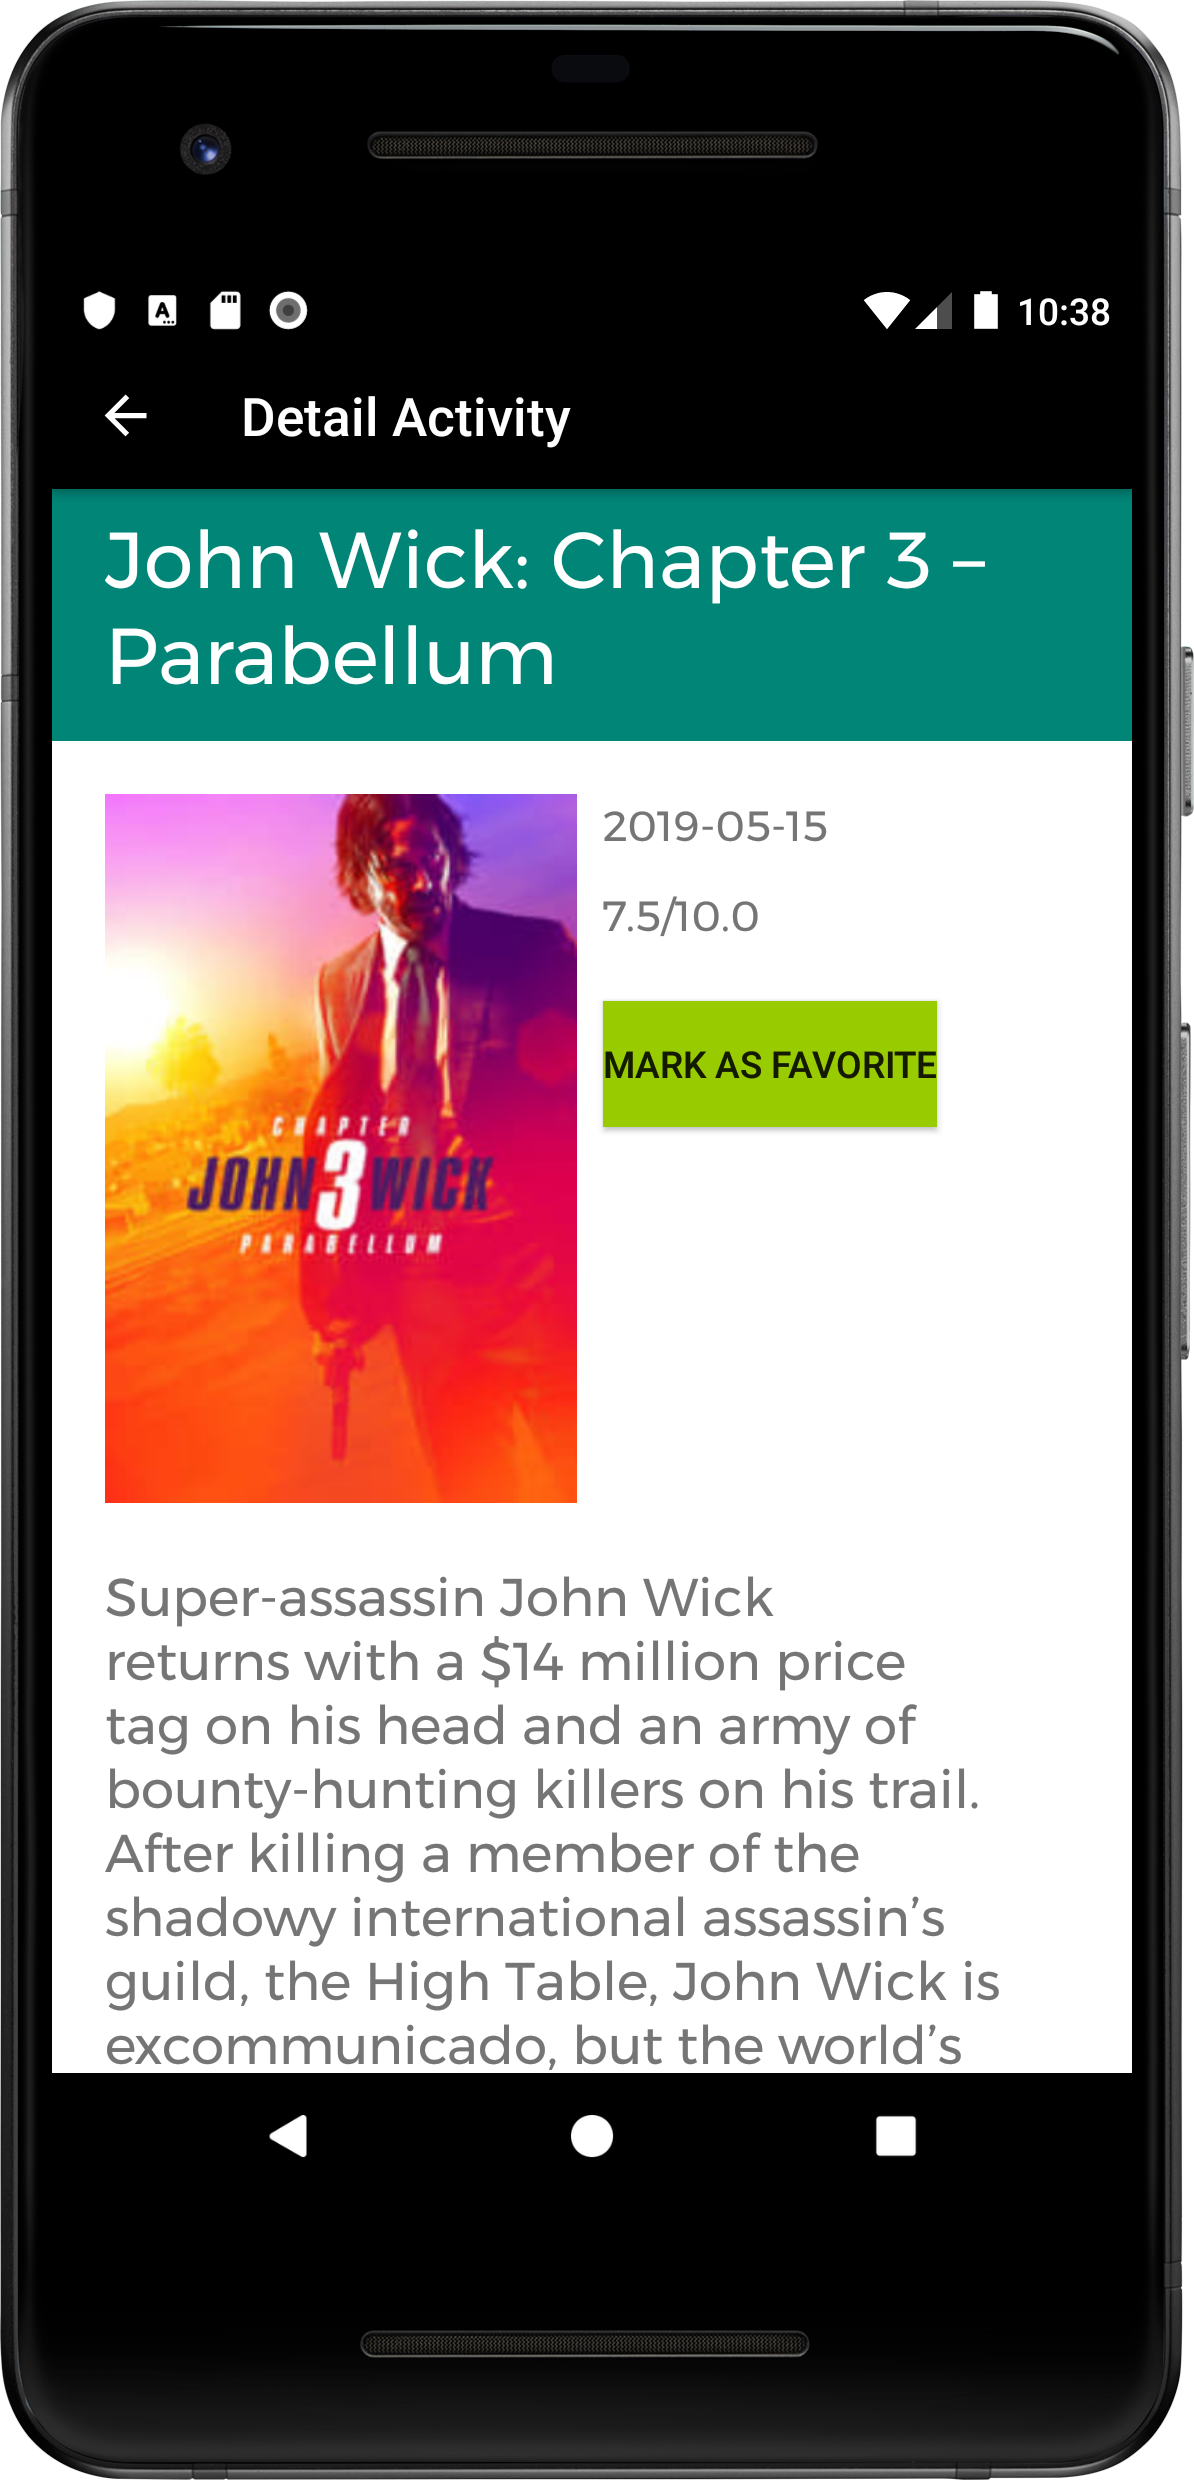 10:38
Detail Activity
John Wick: Chapter 3 –
Parabellum
2019-05-15
7.5/10.0
MARK AS FAVORITE
CHAPTER
JOHN 3 WICK
PARABELLUM
Super-assassin John Wick
returns with a $14 million price
tag on his head and an army of
bounty-hunting killers on his trail.
After killing a member of the
shadowy international assassin’s
guild, the High Table, John Wick is
excommunicado, but the world’s